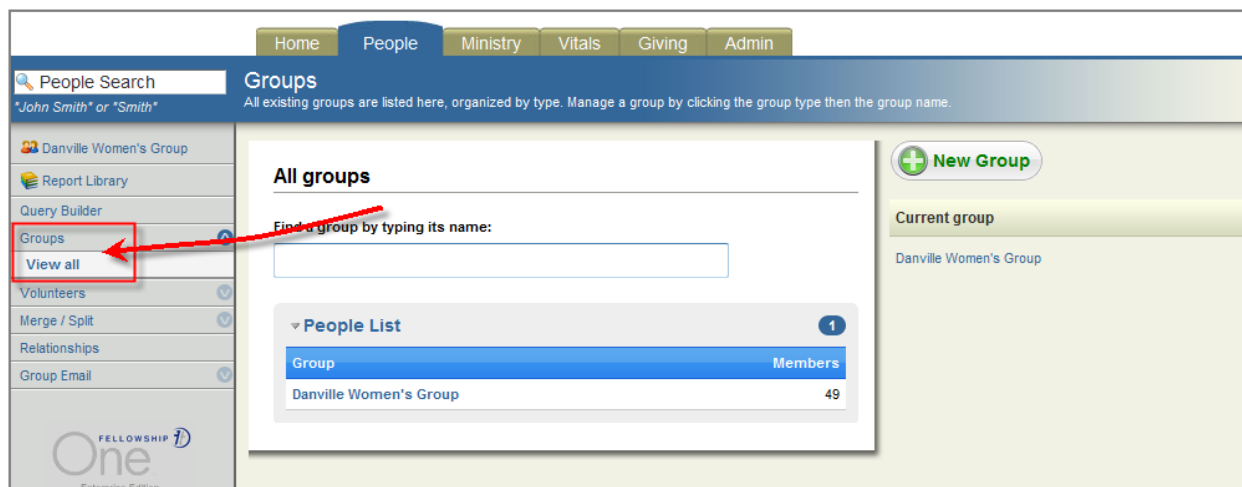 Home People Ministry Vitals Giving Admin
People Search
"John Smith" or "Smith"
Groups
All existing groups are listed here, organized by type. Manage a group by clicking the group type then the group name.
Danville Women's Group
Report Library
Query Builder
Groups
View all
Volunteers
Merge / Split
Relationships
Group Email
FELLOWSHIP
One
Enterprise Edition
All groups
Find a group by typing its name:
People List 1
Group Members
Danville Women's Group 49
New Group
Current group
Danville Women's Group